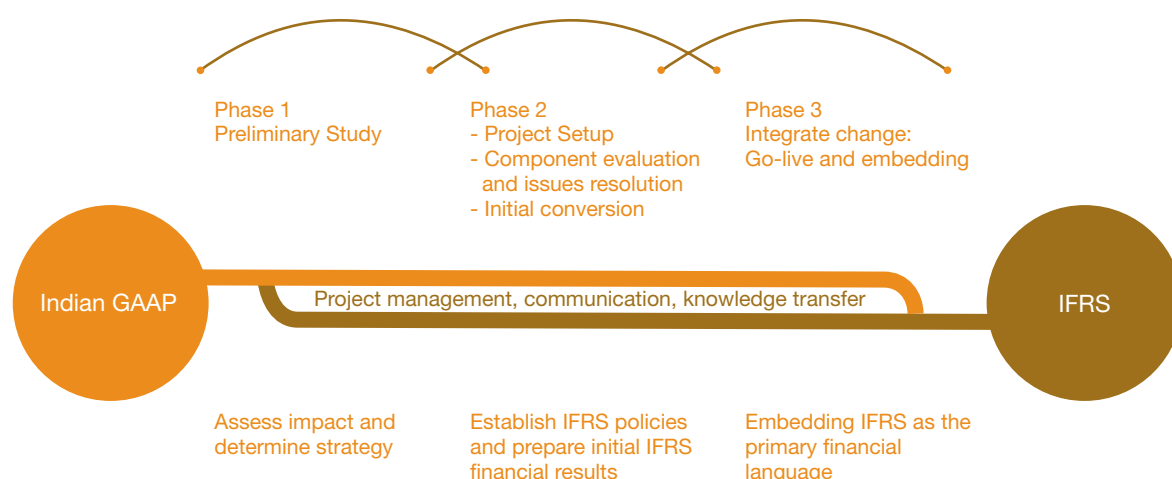 Phase 1
Preliminary Study
Phase 2
- Project Setup
- Component evaluation
and issues resolution
- Initial conversion
Phase 3
Integrate change:
Go-live and embedding
Indian GAAP
Project management, communication, knowledge transfer
IFRS
Assess impact and
determine strategy
Establish IFRS policies
and prepare initial IFRS
financial results
Embedding IFRS as the
primary financial
language